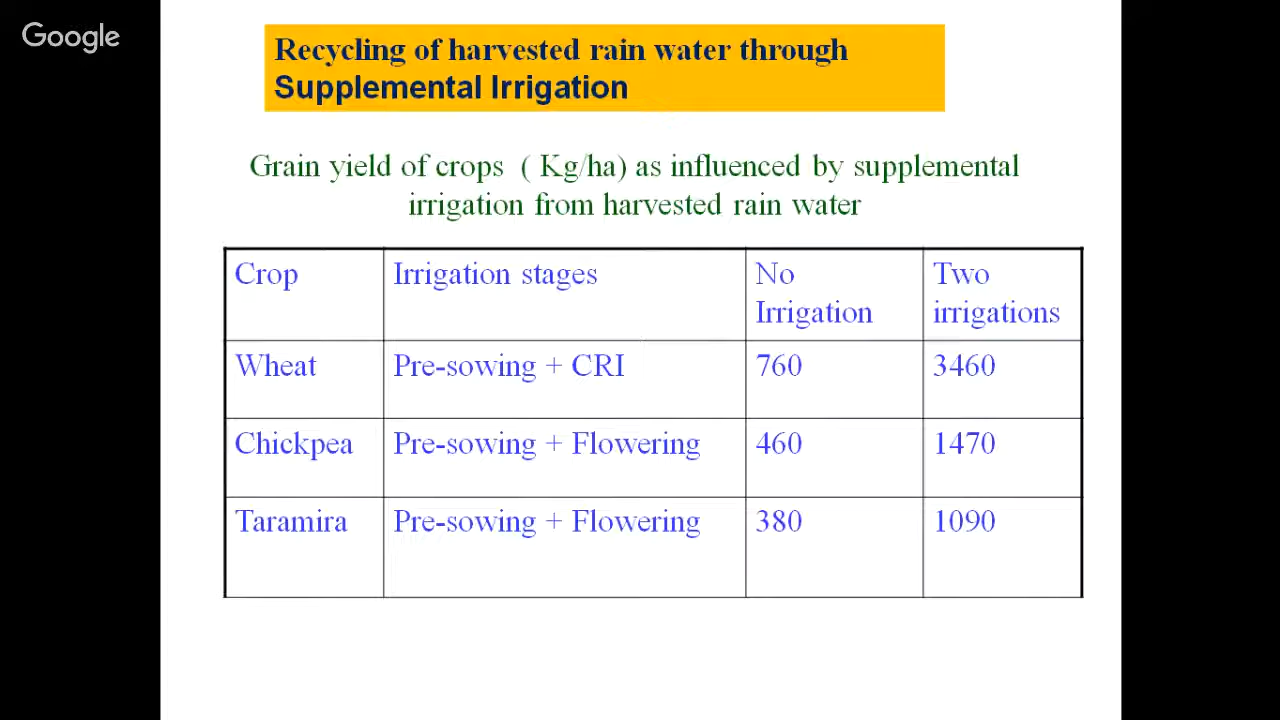 Google
Recycling of harvested rain water through
Supplemental Irrigation
Grain yield of crops ( Kg/ha) as influenced by supplemental
irrigation from harvested rain water
Crop Irrigation stages No Irrigation Two irrigations
Wheat Pre-sowing + CRI 760 3460
Chickpea Pre-sowing + Flowering 460 1470
Taramira Pre-sowing + Flowering 380 1090